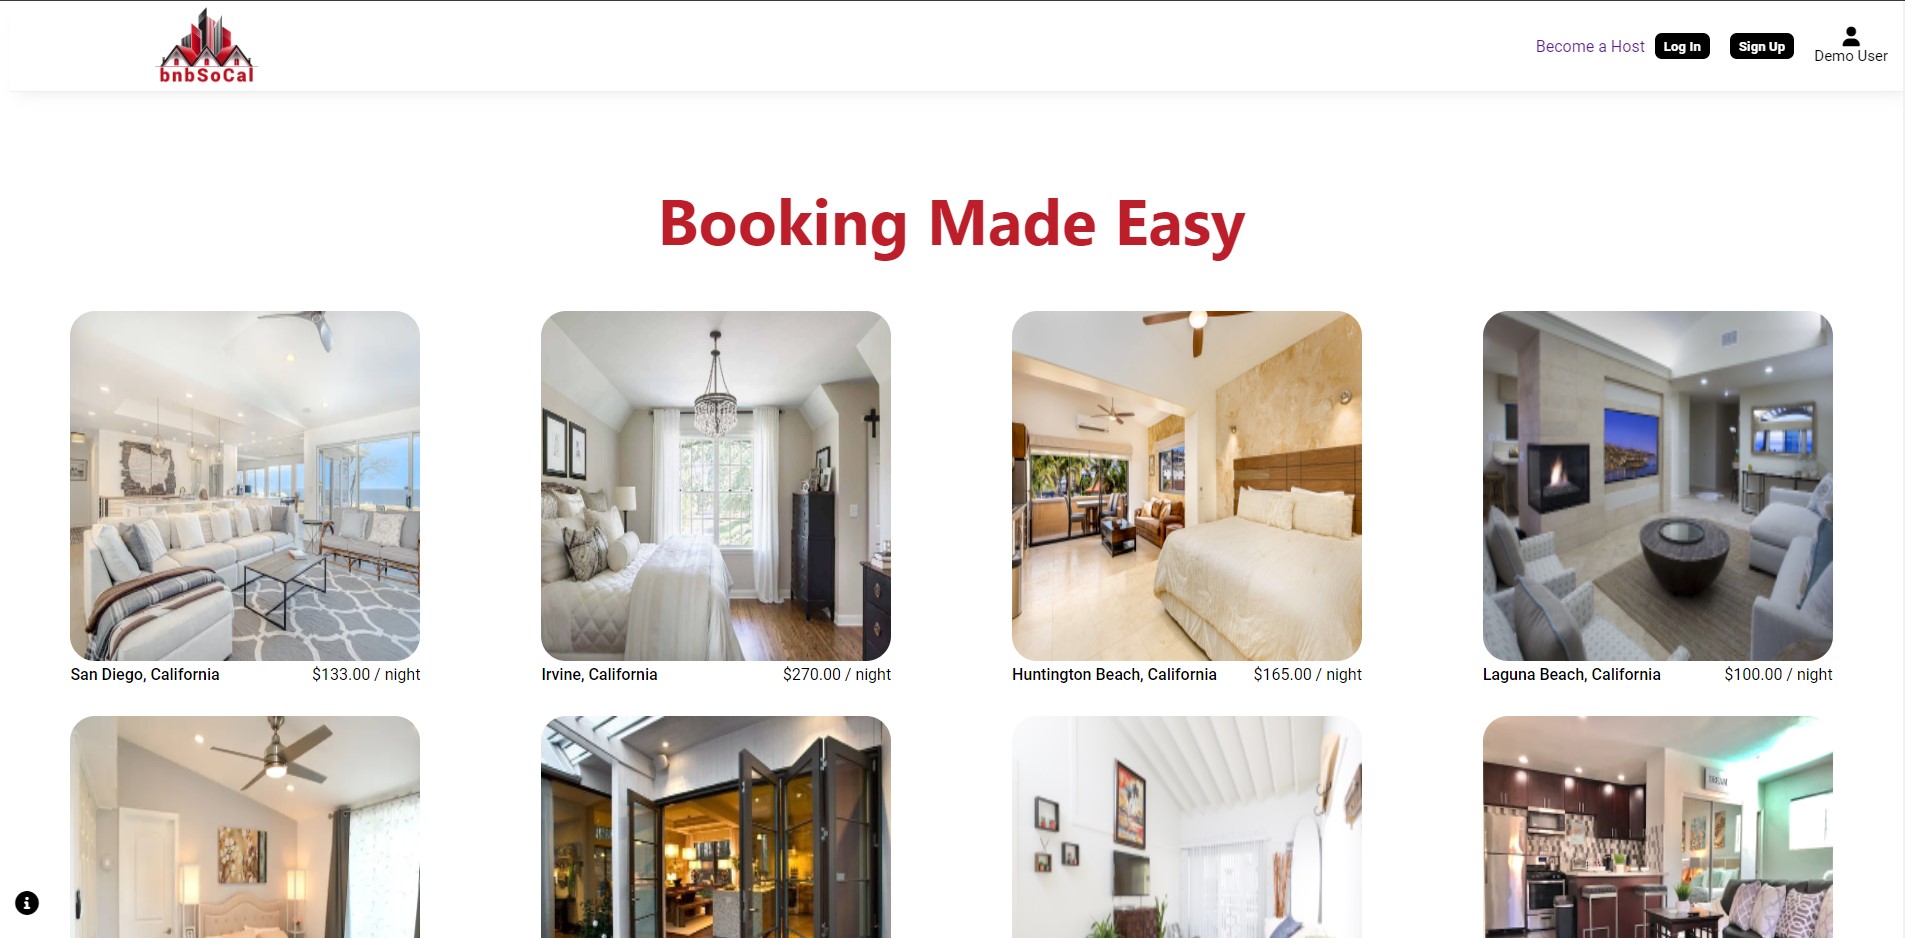 bnbSoCal
Become a Host
Log In
Sign Up
Demo User
Booking Made Easy
San Diego, California
$133.00 / night
Irvine, California
$270.00 / night
Huntington Beach, California
$165.00 / night
Laguna Beach, California
$100.00 / night
DREAM